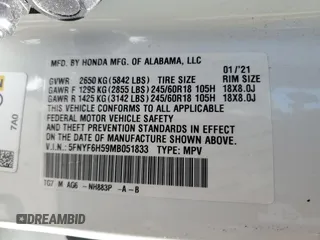 MFD. BY HONDA MFG. OF ALABAMA, LLC
01/'21
GVWR 2650 KG (5842 LBS) TIRE SIZE RIM SIZE
GAWR F 1295 KG (2855 LBS) 245/60R18 105H 18X8.0J
GAWR R 1425 KG (3142 LBS) 245/60R18 105H 18X8.0J
THIS VEHICLE CONFORMS TO ALL APPLICABLE
FEDERAL MOTOR VEHICLE SAFETY STANDARDS IN EFFECT
ON THE DATE OF MANUFACTURE SHOWN ABOVE.
V.I.N.: 5FNYF6H59MB051833 TYPE: MPV
TG7 M AG6 - NH883P -A-B
7A0
DREAMBID
.COM